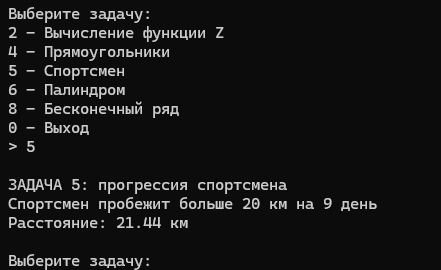 Выберите задачу:
2 – Вычисление функции Z
4 – Прямоугольники
5 – Спортсмен
6 – Палиндром
8 – Бесконечный ряд
0 – Выход
> 5

ЗАДАЧА 5: прогрессия спортсмена
Спортсмен пробежит больше 20 км на 9 день
Расстояние: 21.44 км

Выберите задачу: